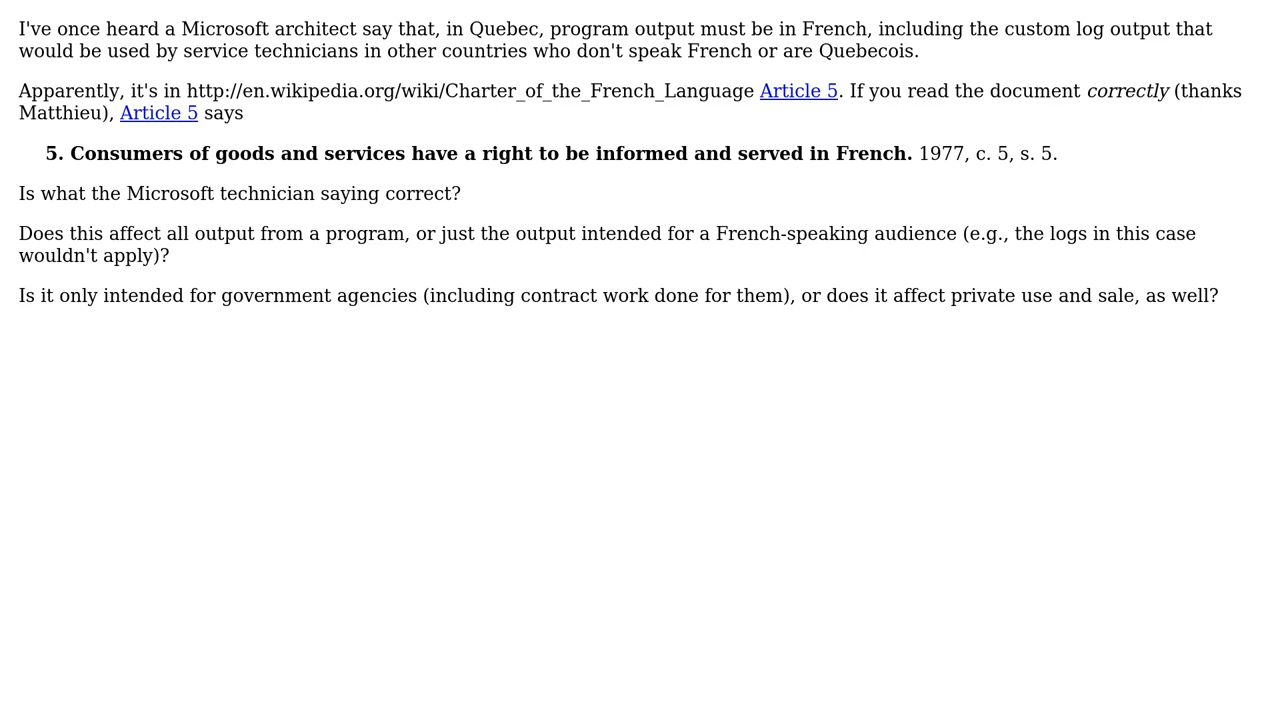 I've once heard a Microsoft architect say that, in Quebec, program output must be in French, including the custom log output that
would be used by service technicians in other countries who don't speak French or are Quebecois.
Apparently, it's in http://en.wikipedia.org/wiki/Charter_of_the_French_Language Article 5. If you read the document correctly (thanks
Matthieu), Article 5 says
5. Consumers of goods and services have a right to be informed and served in French. 1977, c. 5, s. 5.
Is what the Microsoft technician saying correct?
Does this affect all output from a program, or just the output intended for a French-speaking audience (e.g., the logs in this case
wouldn't apply)?
Is it only intended for government agencies (including contract work done for them), or does it affect private use and sale, as well?